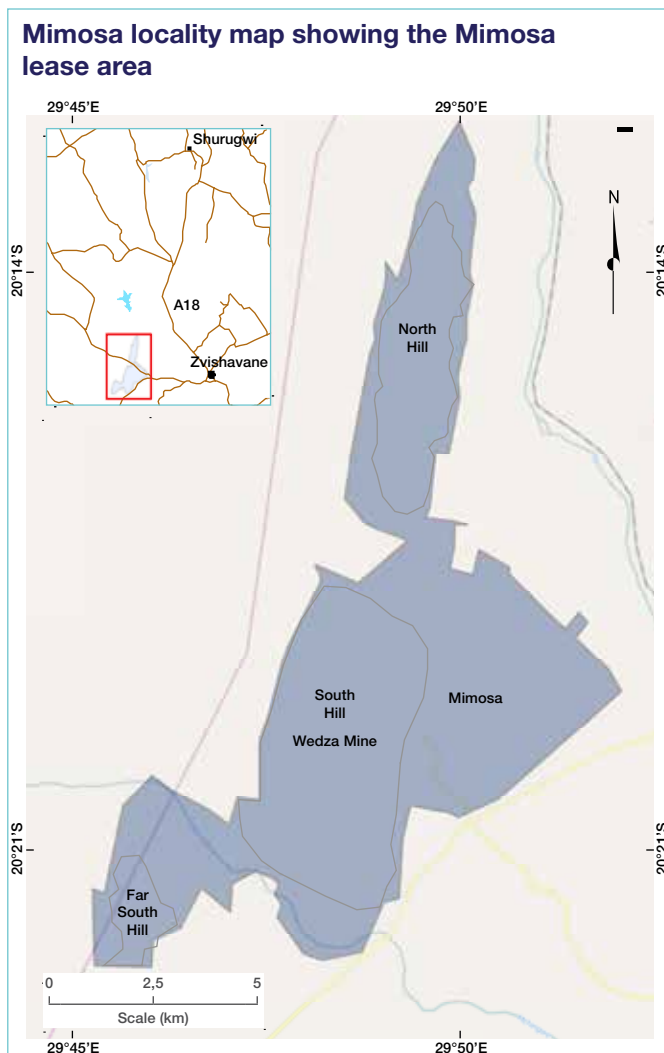 Mimosa locality map showing the Mimosa
lease area
29°45'E
29°50'E
Shurugwi
N
20°14'S
20°14'S
A18
North
Hill
Zvishavane
South
Hill
Mimosa
Wedza Mine
20°21'S
20°21'S
Far
South
Hill
0
2,5
5
Scale (km)
29°45'E
29°50'E